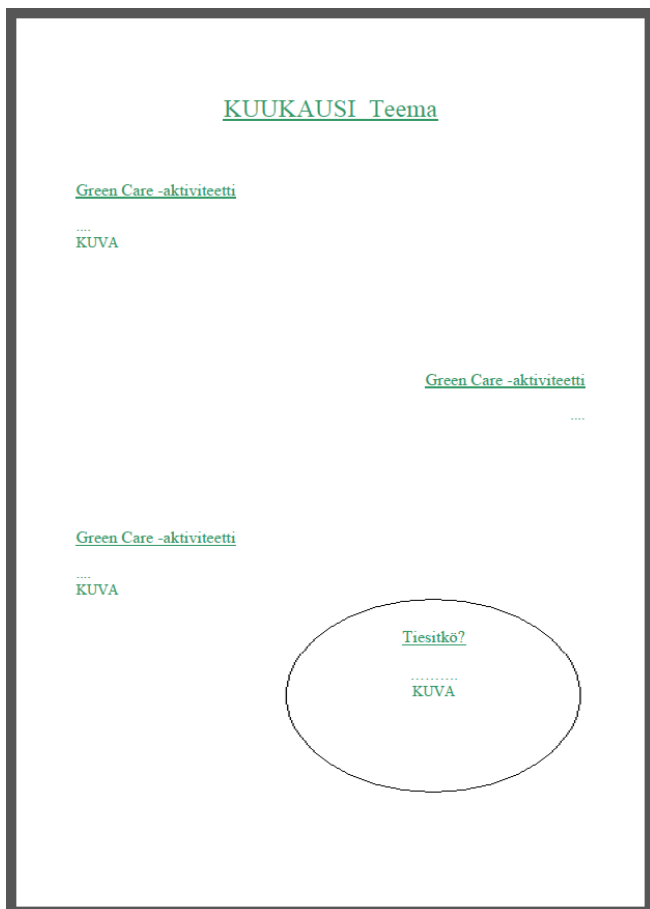 KUUKAUSI Teema
Green Care -aktiviteetti
....
KUVA
Green Care -aktiviteetti
....
Green Care -aktiviteetti
....
KUVA
Tiesitkö?
..........
KUVA